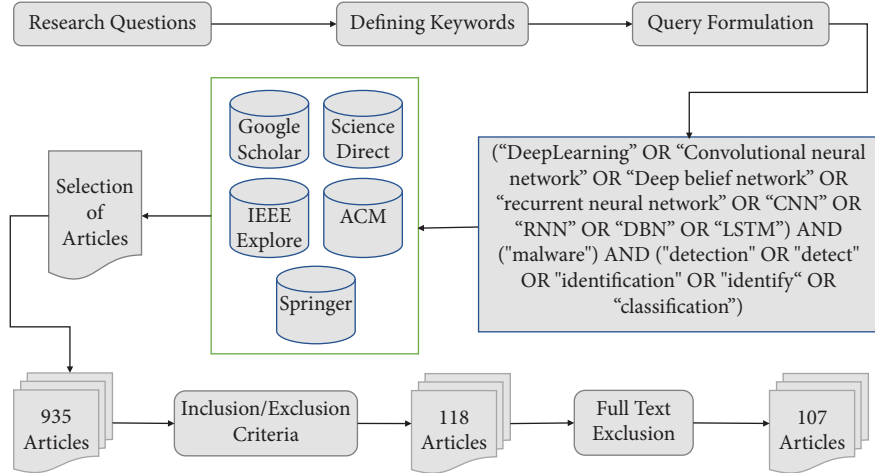 Research Questions
Defining Keywords
Query Formulation
Google
Scholar
Science
Direct
IEEE
Explore
ACM
Springer
(“DeepLearning” OR “Convolutional neural
network” OR “Deep belief network” OR
“recurrent neural network” OR “CNN” OR
“RNN” OR “DBN” OR “LSTM”) AND
("malware") AND ("detection" OR "detect"
OR "identification" OR "identify“ OR
“classification”)
Selection
of
Articles
935
Articles
Inclusion/Exclusion
Criteria
118
Articles
Full Text
Exclusion
107
Articles